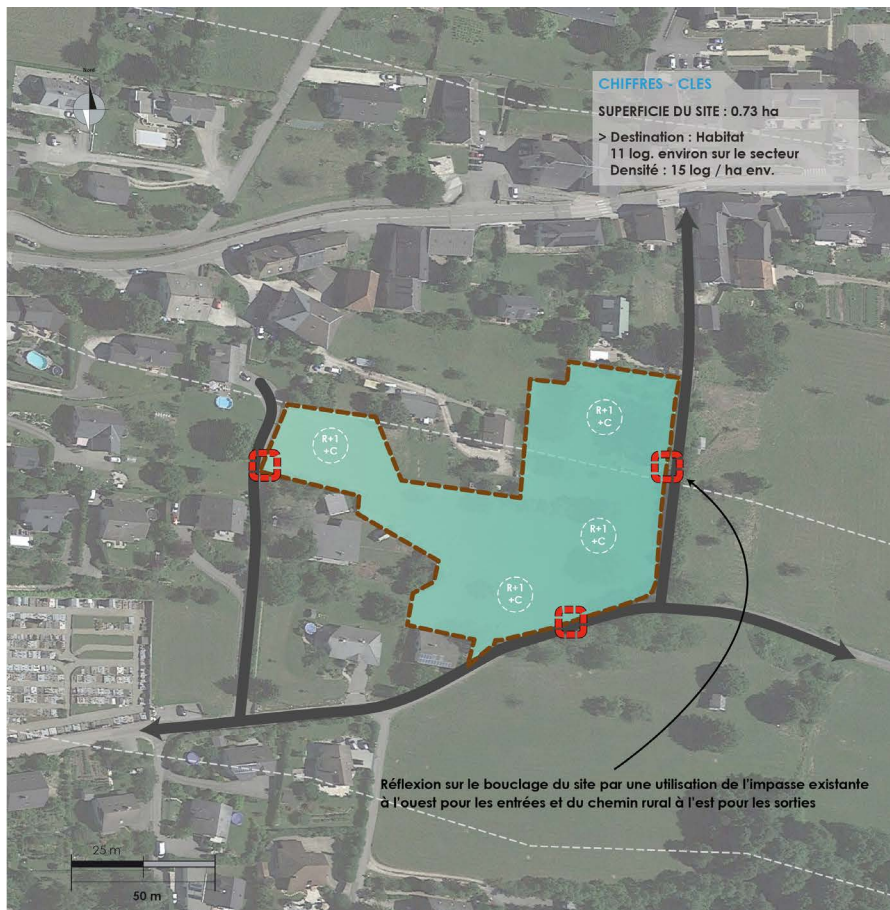 Nord
CHIFFRES - CLES
SUPERFICIE DU SITE : 0.73 ha
> Destination : Habitat
11 log. environ sur le secteur
Densité : 15 log / ha env.
R+1
+C
R+1
+C
R+1
+C
R+1
+C
Réflexion sur le bouclage du site par une utilisation de l'impasse existante
à l'ouest pour les entrées et du chemin rural à l'est pour les sorties
25 m
50 m